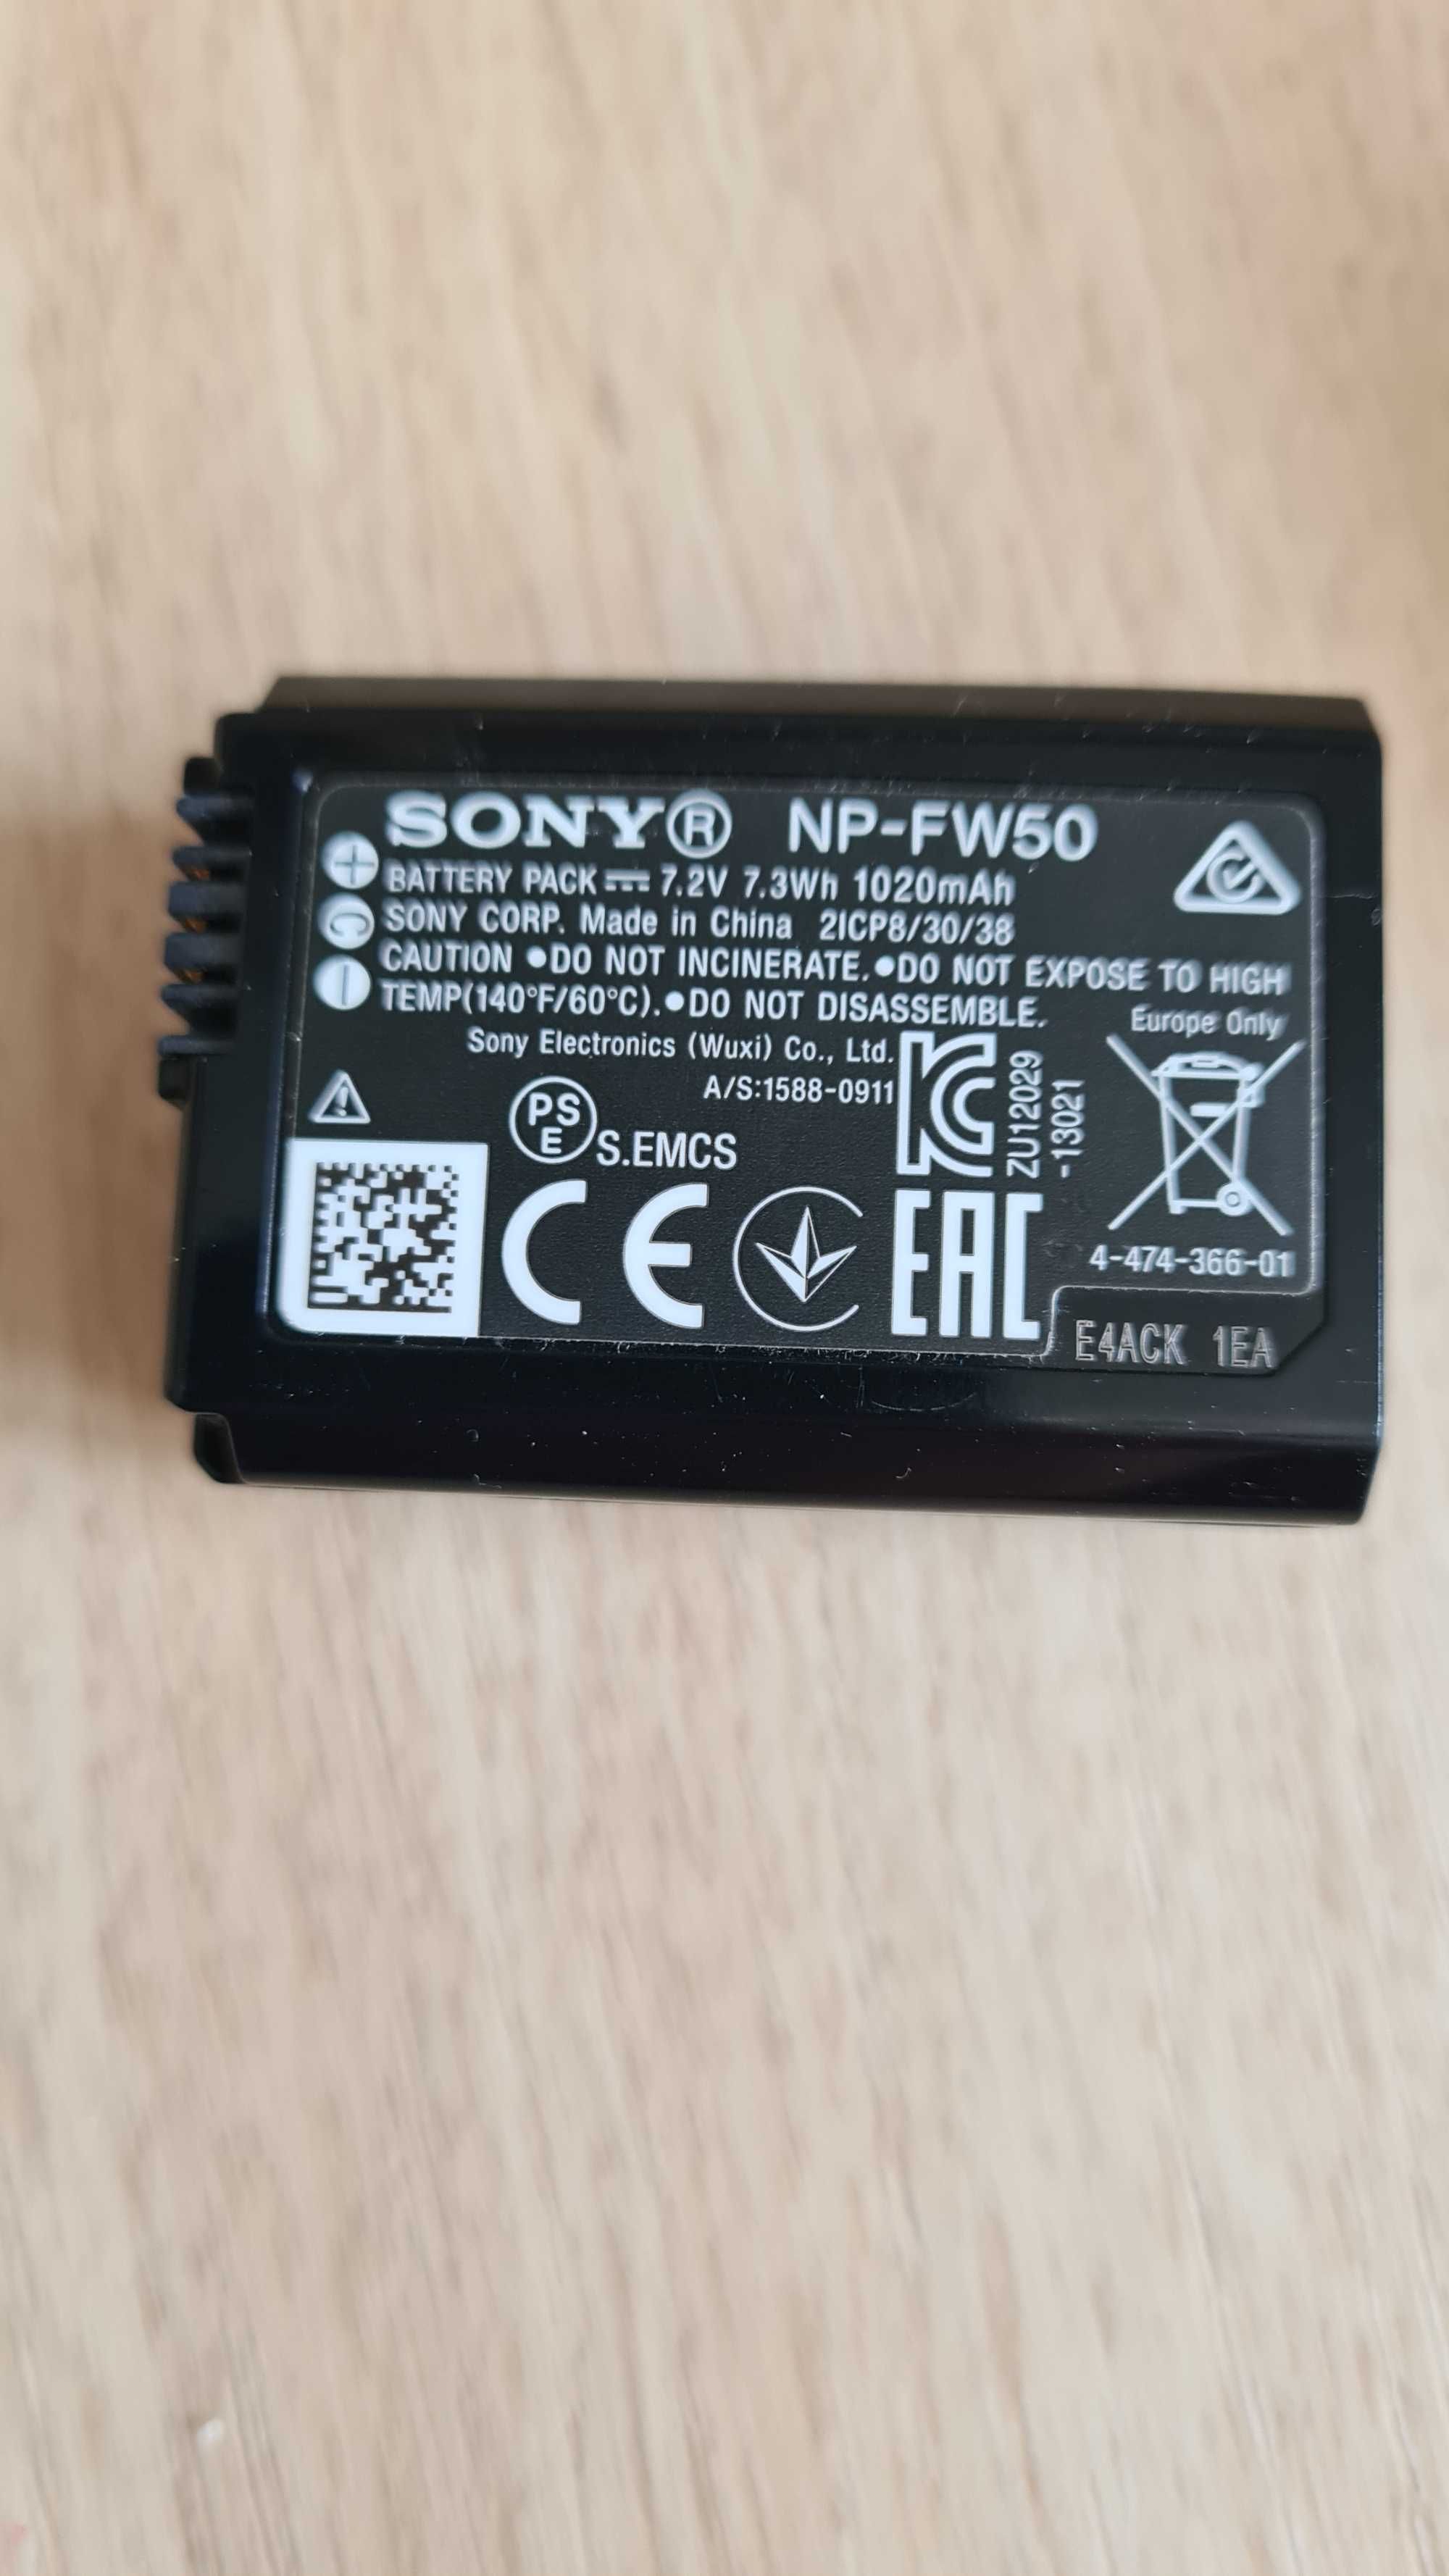 SONY® NP-FW50
BATTERY PACK ⎓ 7.2V 7.3Wh 1020mAh
SONY CORP. Made in China 2ICP8/30/38
CAUTION ●DO NOT INCINERATE.●DO NOT EXPOSE TO HIGH
TEMP(140°F/60°C).●DO NOT DISASSEMBLE.
Europe Only
Sony Electronics (Wuxi) Co., Ltd.
A/S:1588-0911
ZU12029
-13021
PS
E
S.EMCS
CE
EAC
4-474-366-01
E4ACK 1EA